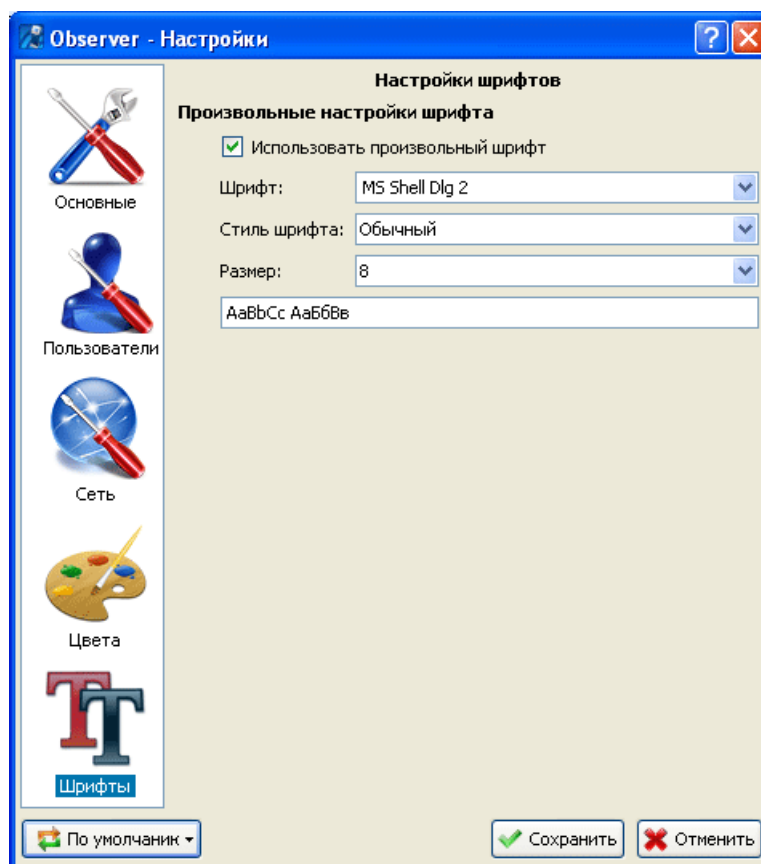 Observer - Настройки
Настройки шрифтов
Произвольные настройки шрифта
Использовать произвольный шрифт
Шрифт: MS Shell Dlg 2
Стиль шрифта: Обычный
Размер: 8
AaBbCc АаБбВв
Основные
Пользователи
Сеть
Цвета
Шрифты
По умолчаник Сохранить Отменить